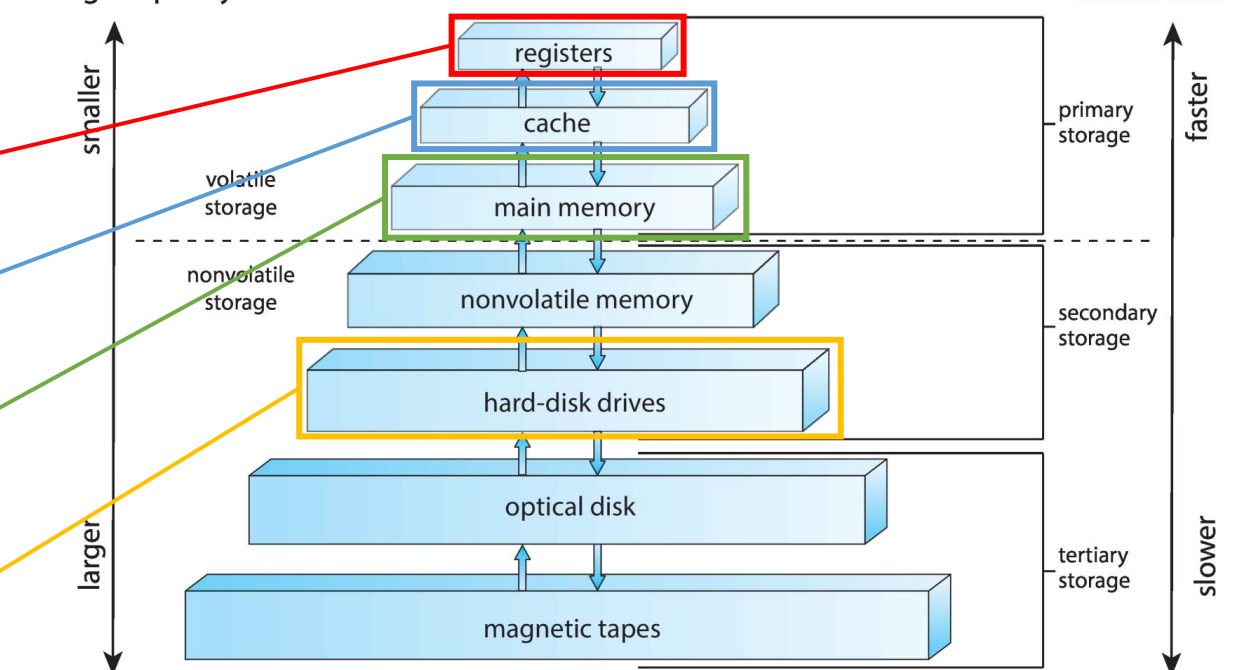 smaller
larger
volatile
storage
nonvolatile
storage
registers
cache
main memory
nonvolatile memory
hard-disk drives
optical disk
magnetic tapes
primary
storage
secondary
storage
tertiary
storage
faster
slower